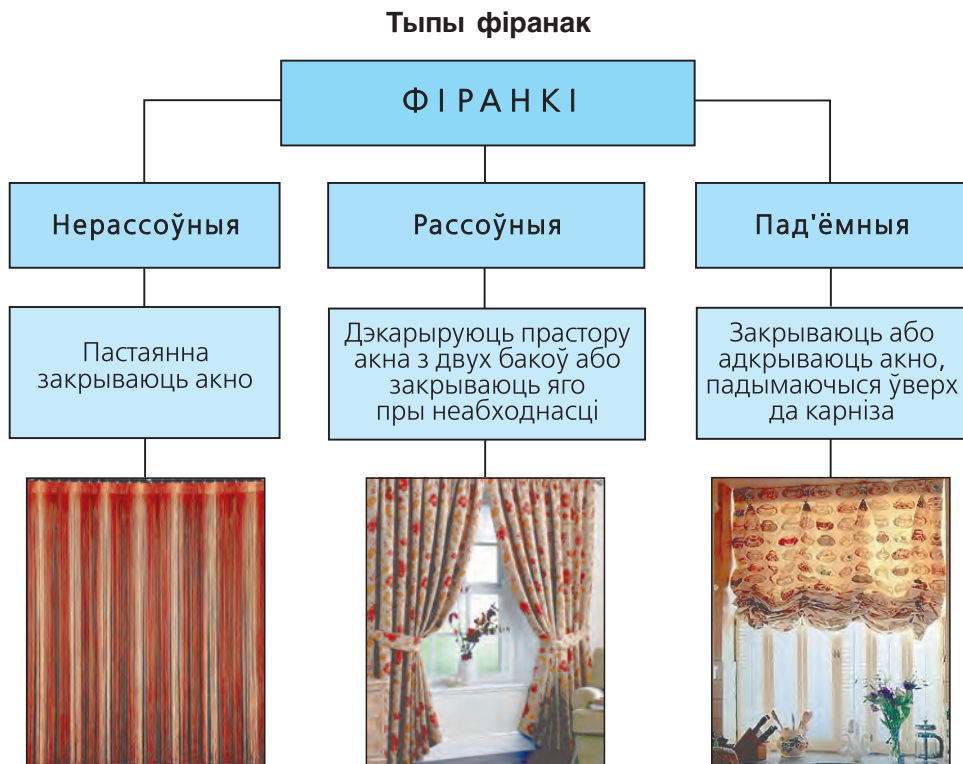 Тыпы фіранак
ФІРАНКІ
Нерассоўныя
Рассоўныя
Пад'ёмныя
Пастаянна
закрываюць акно
Дэкарыруюць прастору
акна з двух бакоў або
закрываюць яго
пры неабходнасці
Закрываюць або
адкрываюць акно,
падымаючыся ўверх
да карніза